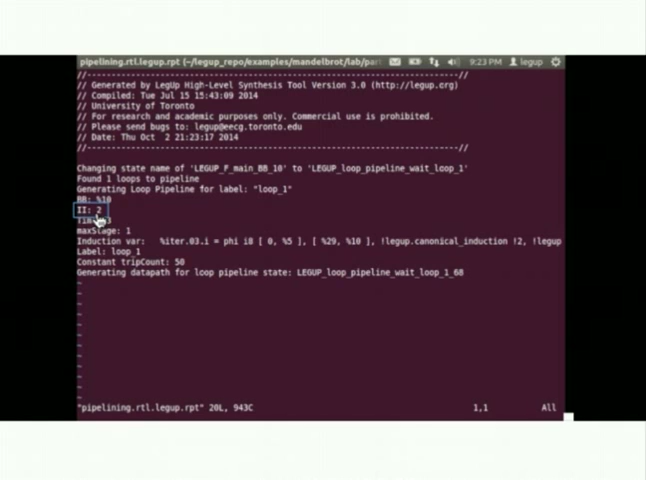 pipelining.rtl.legup.rpt (~/legup_repo/examples/mandelbrot/lab/par 9:23 PM legup
//----------------------------------------------------------------------//
// Generated by LegUp High-Level Synthesis Tool Version 3.0 (http://legup.org)
// Compiled: Tue Jul 15 15:43:09 2014
// University of Toronto
// For research and academic purposes only. Commercial use is prohibited.
// Please send bugs to: legup@eecg.toronto.edu
// Date: Thu Oct  2 21:23:17 2014
//----------------------------------------------------------------------//
Changing state name of 'LEGUP_F_main_BB_10' to 'LEGUP_loop_pipeline_wait_loop_1'
Found 1 loops to pipeline
Generating Loop Pipeline for label: "loop_1"
BB: %10
II: 2
maxStage: 1
Induction var:   %iter.03.i = phi i8 [ 0, %5 ], [ %29, %10 ], !legup.canonical_induction !2, !legup
Label: loop_1
Constant tripCount: 50
Generating datapath for loop pipeline state: LEGUP_loop_pipeline_wait_loop_1_68
~
~
~
~
~
~
~
~
~
~
~
~
"pipelining.rtl.legup.rpt" 20L, 943C 1,1 All